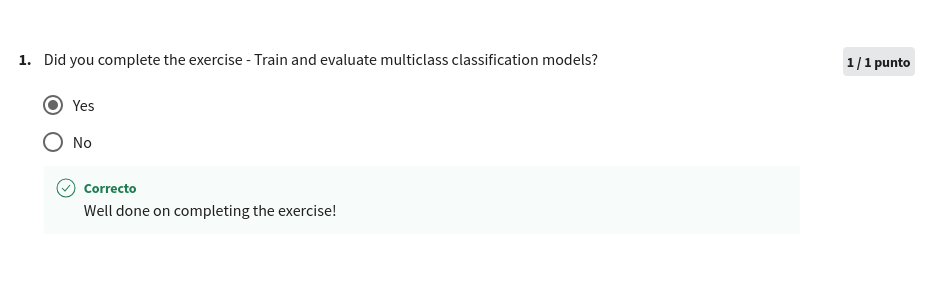 1. Did you complete the exercise - Train and evaluate multiclass classification models?
1 / 1 punto
Yes
No
Correcto
Well done on completing the exercise!